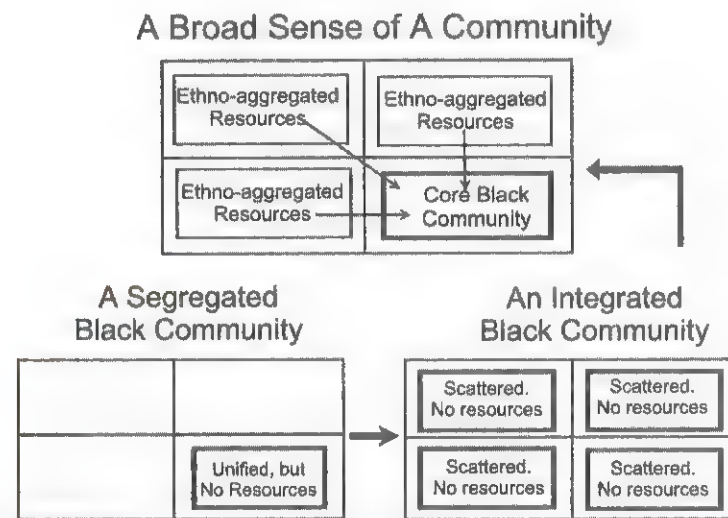 A Broad Sense of A Community
Ethno-aggregated
Resources
Ethno-aggregated
Resources
Ethno-aggregated
Resources
Core Black
Community
A Segregated
Black Community
An Integrated
Black Community
Unified, but
No Resources
Scattered.
No resources
Scattered.
No resources
Scattered.
No resources
Scattered.
No resources